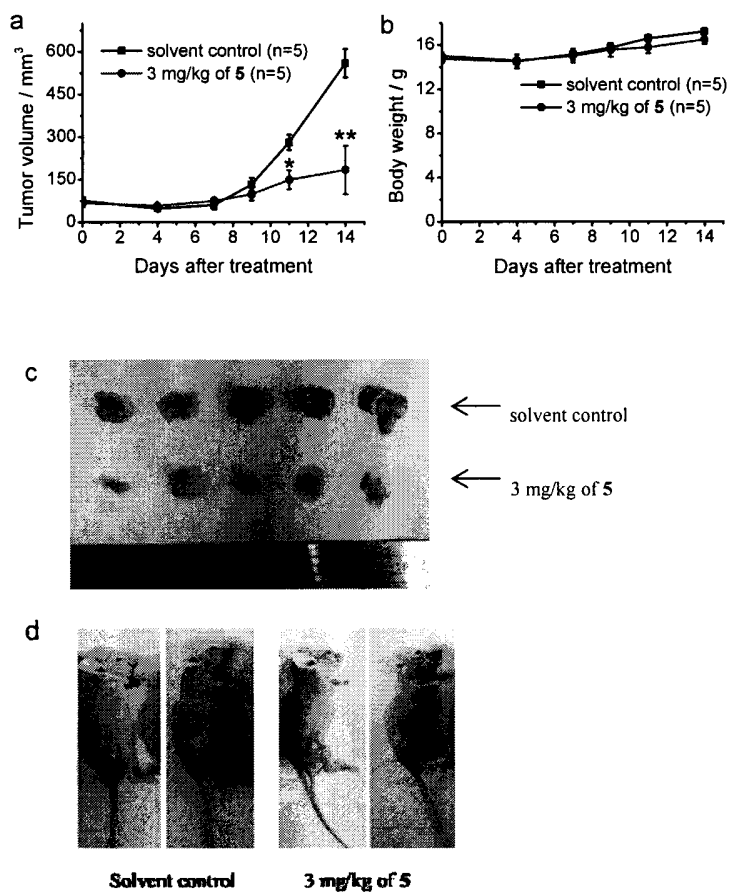 a
Tumor volume / mm³
600
450
300
150
0
solvent control (n=5)
3 mg/kg of 5 (n=5)
*
**
0 2 4 6 8 10 12 14
Days after treatment
b
Body weight / g
16
12
8
4
0
solvent control (n=5)
3 mg/kg of 5 (n=5)
0 2 4 6 8 10 12 14
Days after treatment
c
solvent control
3 mg/kg of 5
d
Solvent control
3 mg/kg of 5